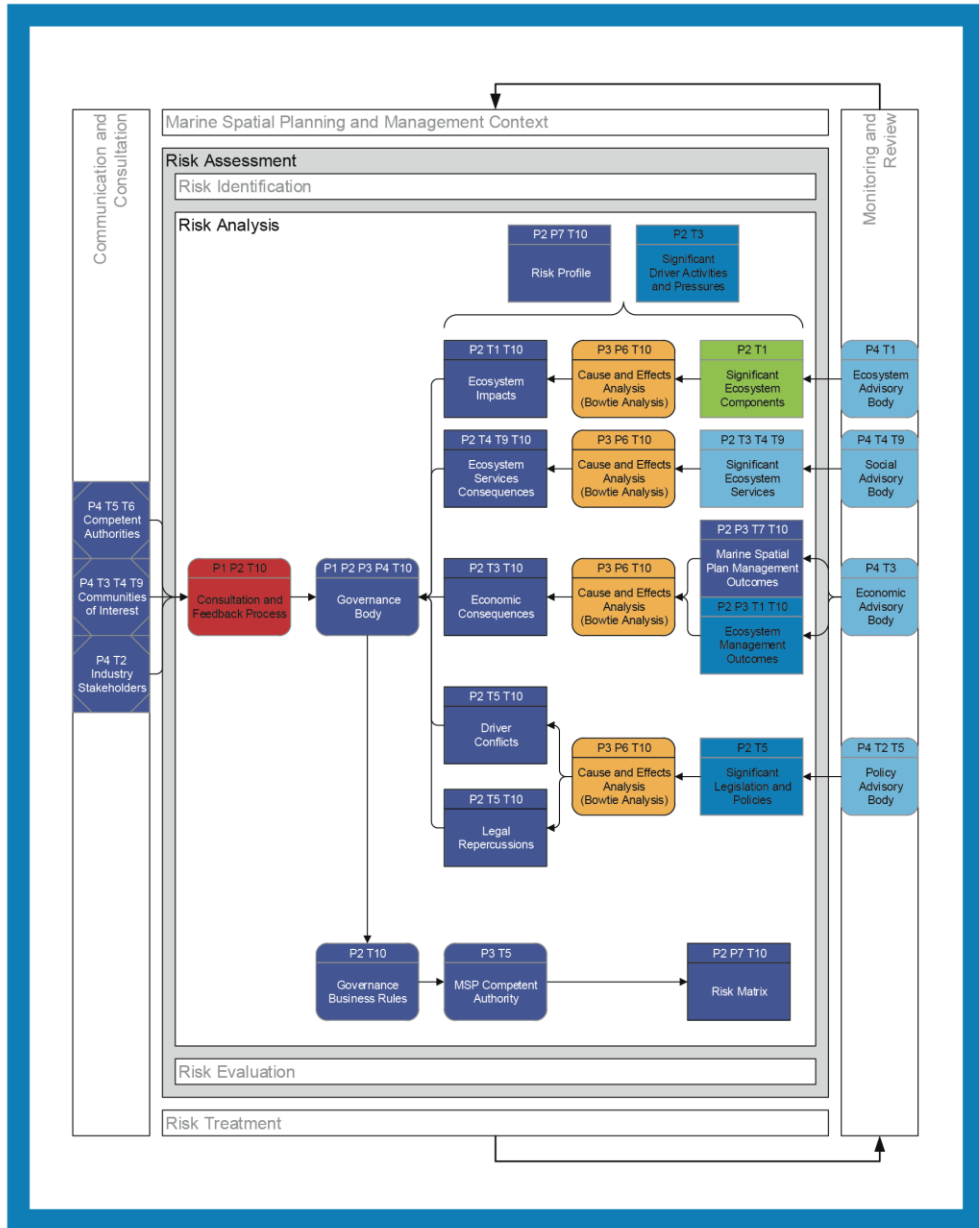 Marine Spatial Planning and Management Context
Communication and
Consultation
Monitoring and
Review
Risk Assessment
Risk Identification
Risk Analysis
P2 P7 T10
Risk Profile
P2 T3
Significant
Driver Activities
and Pressures
P2 T1 T10
Ecosystem
Impacts
P3 P6 T10
Cause and Effects
Analysis
(Bowtie Analysis)
P2 T1
Significant
Ecosystem
Components
P4 T1
Ecosystem
Advisory
Body
P2 T4 T9 T10
Ecosystem
Services
Consequences
P3 P6 T10
Cause and Effects
Analysis
(Bowtie Analysis)
P2 T3 T4 T9
Significant
Ecosystem
Services
P4 T4 T9
Social
Advisory
Body
P4 T5 T6
Competent
Authorities
P4 T3 T4 T9
Communities
of Interest
P4 T2
Industry
Stakeholders
P1 P2 T10
Consultation and
Feedback Process
P1 P2 P3 P4 T10
Governance
Body
P2 T3 T10
Economic
Consequences
P3 P6 T10
Cause and Effects
Analysis
(Bowtie Analysis)
P2 P3 T7 T10
Marine Spatial
Plan Management
Outcomes
P2 P3 T1 T10
Ecosystem
Management
Outcomes
P4 T3
Economic
Advisory
Body
P2 T5 T10
Driver
Conflicts
P2 T5 T10
Legal
Repercussions
P3 P6 T10
Cause and Effects
Analysis
(Bowtie Analysis)
P2 T5
Significant
Legislation and
Policies
P4 T2 T5
Policy
Advisory
Body
P2 T10
Governance
Business Rules
P3 T5
MSP Competent
Authority
P2 P7 T10
Risk Matrix
Risk Evaluation
Risk Treatment